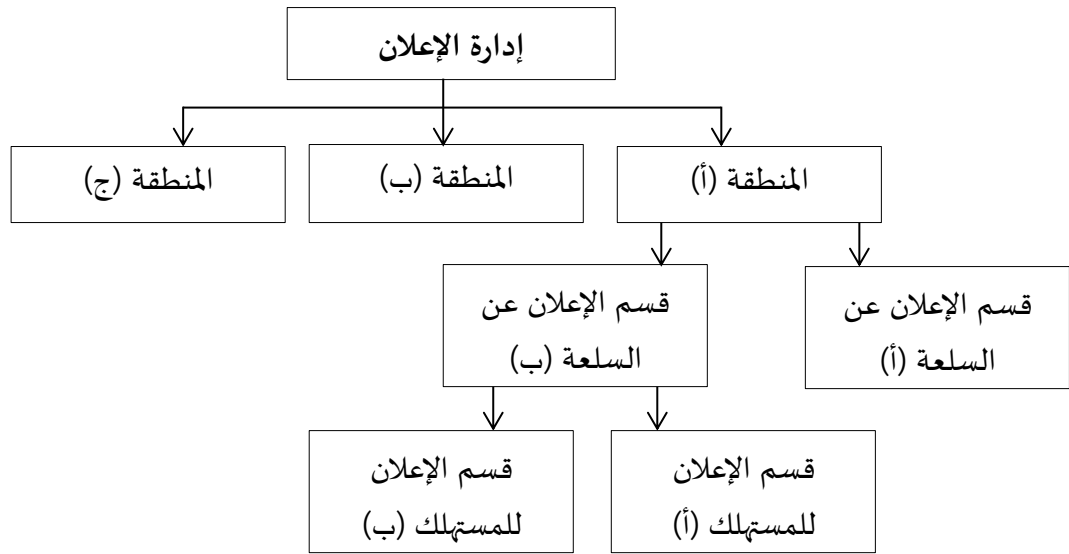 إدارة الإعلان
المنطقة (أ)
المنطقة (ب)
المنطقة (ج)
قسم الإعلان عن
السلعة (أ)
قسم الإعلان عن
السلعة (ب)
قسم الإعلان
للمستهلك (أ)
قسم الإعلان
للمستهلك (ب)